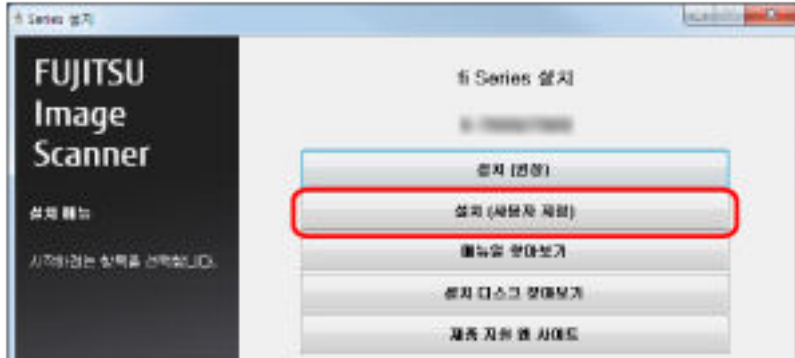 fi Series 설치
FUJITSU
Image
Scanner
설치 메뉴
시작하려는 항목을 선택합니다.
fi Series 설치
설치 (권장)
설치 (사용자 지정)
매뉴얼 찾아보기
설치 디스크 찾아보기
제품 지원 웹 사이트